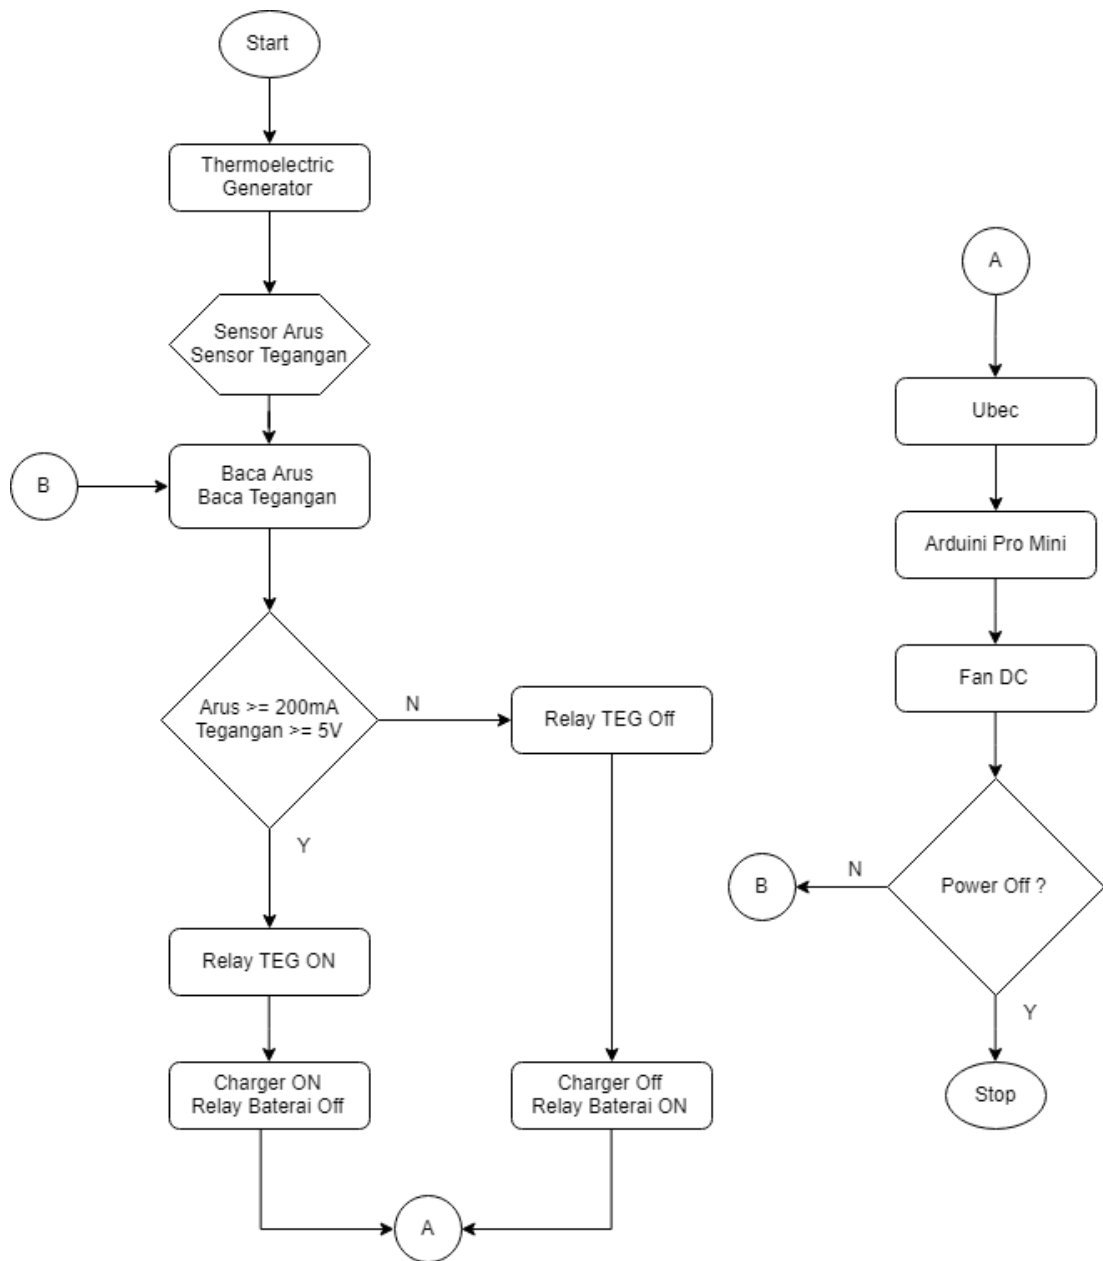 Start
Thermoelectric
Generator
Sensor Arus
Sensor Tegangan
B
Baca Arus
Baca Tegangan
Arus >= 200mA
Tegangan >= 5V
N
Relay TEG Off
Y
Relay TEG ON
Charger ON
Relay Baterai Off
Charger Off
Relay Baterai ON
A
A
Ubec
Arduini Pro Mini
Fan DC
Power Off ?
N
B
Y
Stop